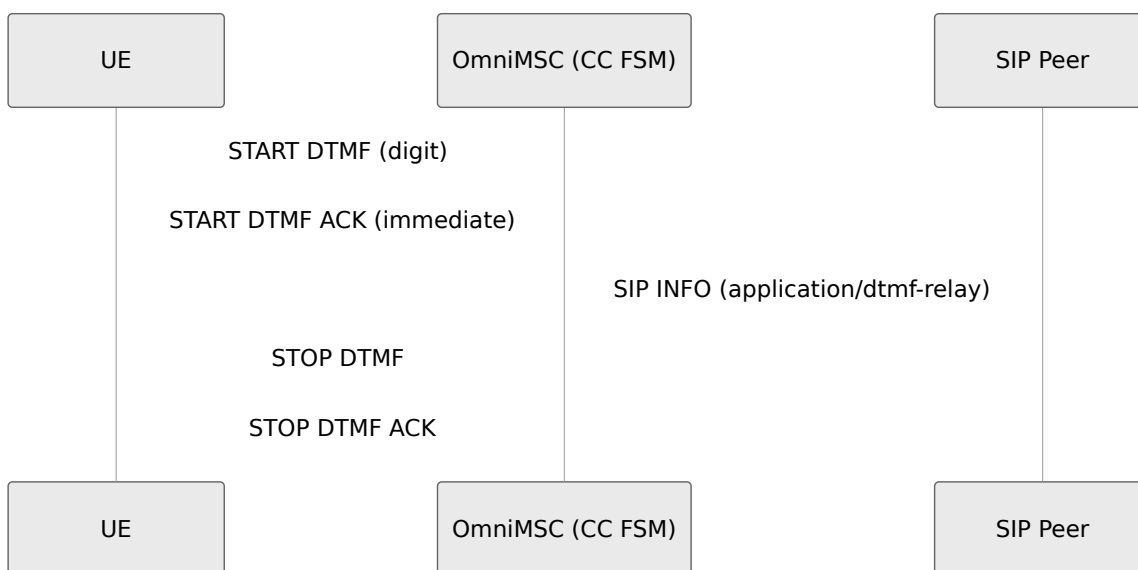 UE
OmniMSC (CC FSM)
SIP Peer
START DTMF (digit)
START DTMF ACK (immediate)
SIP INFO (application/dtmf-relay)
STOP DTMF
STOP DTMF ACK
UE
OmniMSC (CC FSM)
SIP Peer